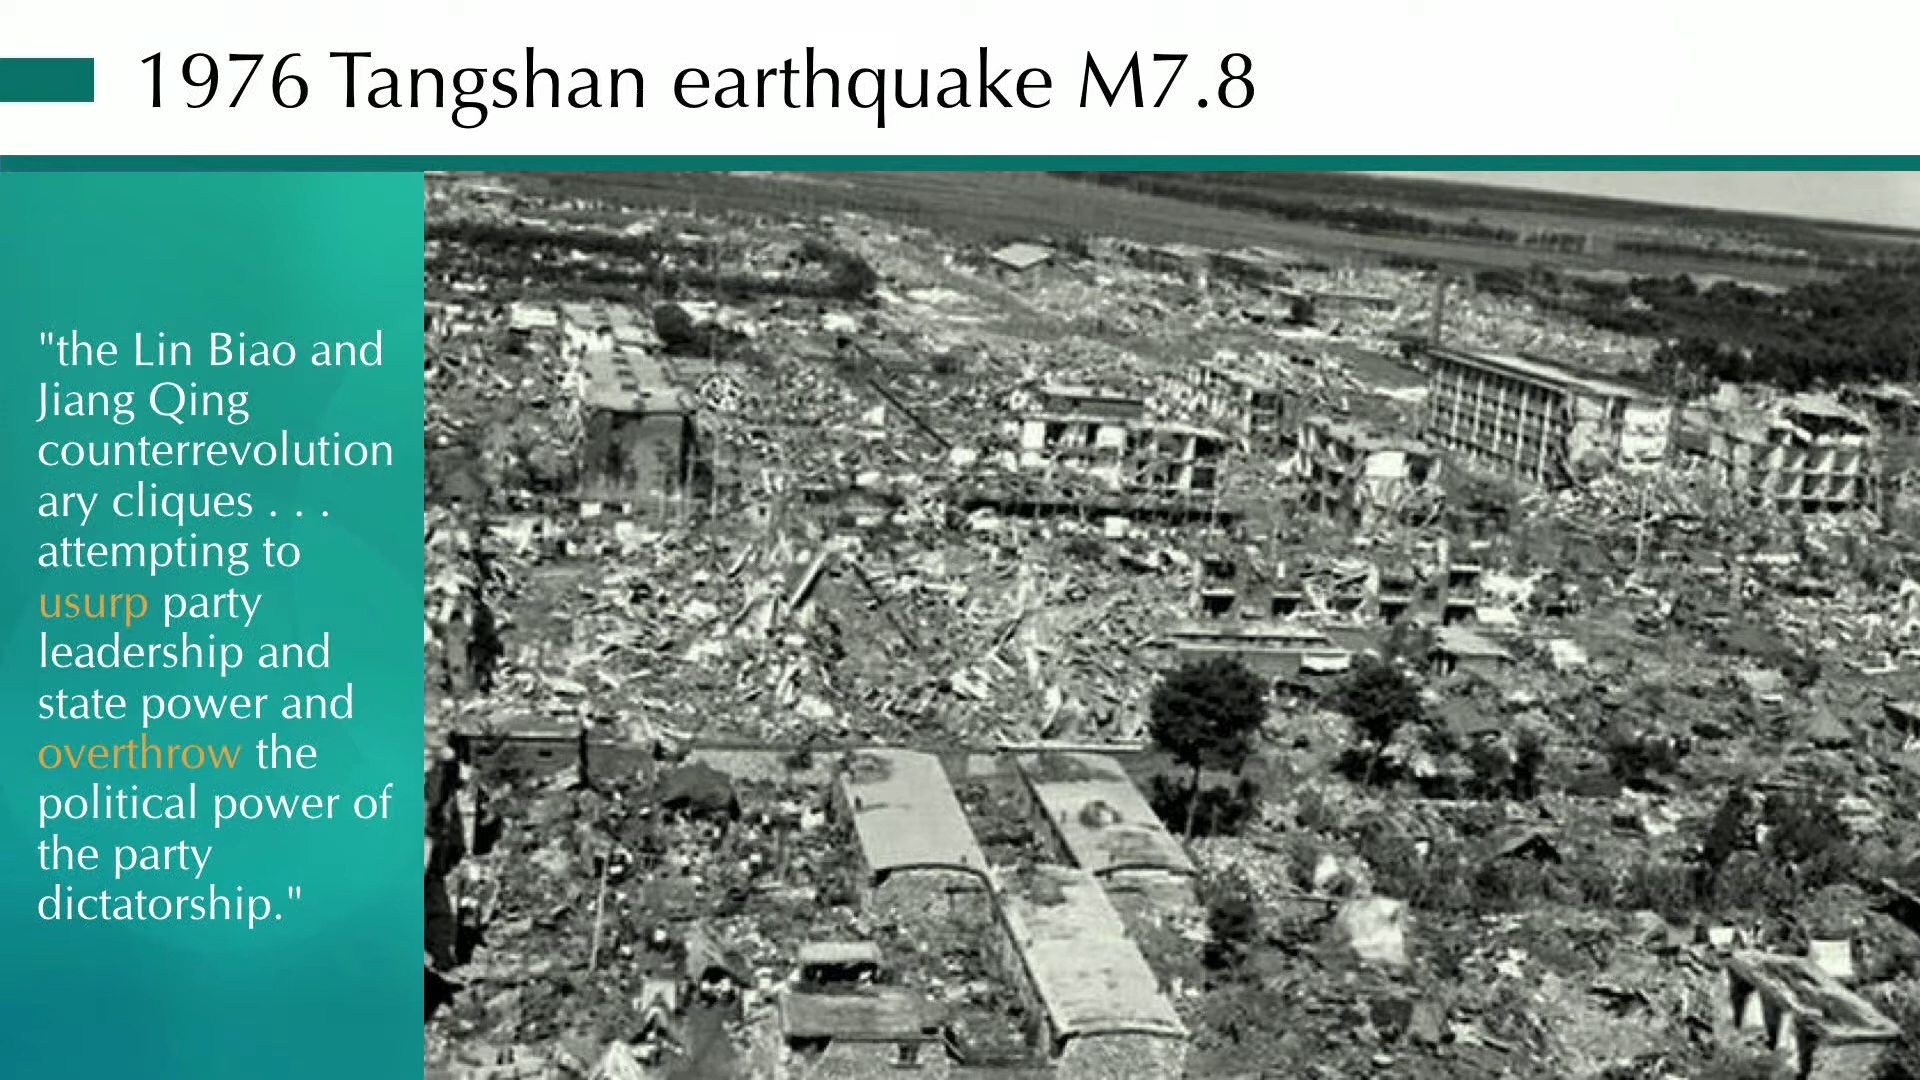 1976 Tangshan earthquake M7.8
"the Lin Biao and
Jiang Qing
counterrevolution
ary cliques . . .
attempting to
usurp party
leadership and
state power and
overthrow the
political power of
the party
dictatorship."